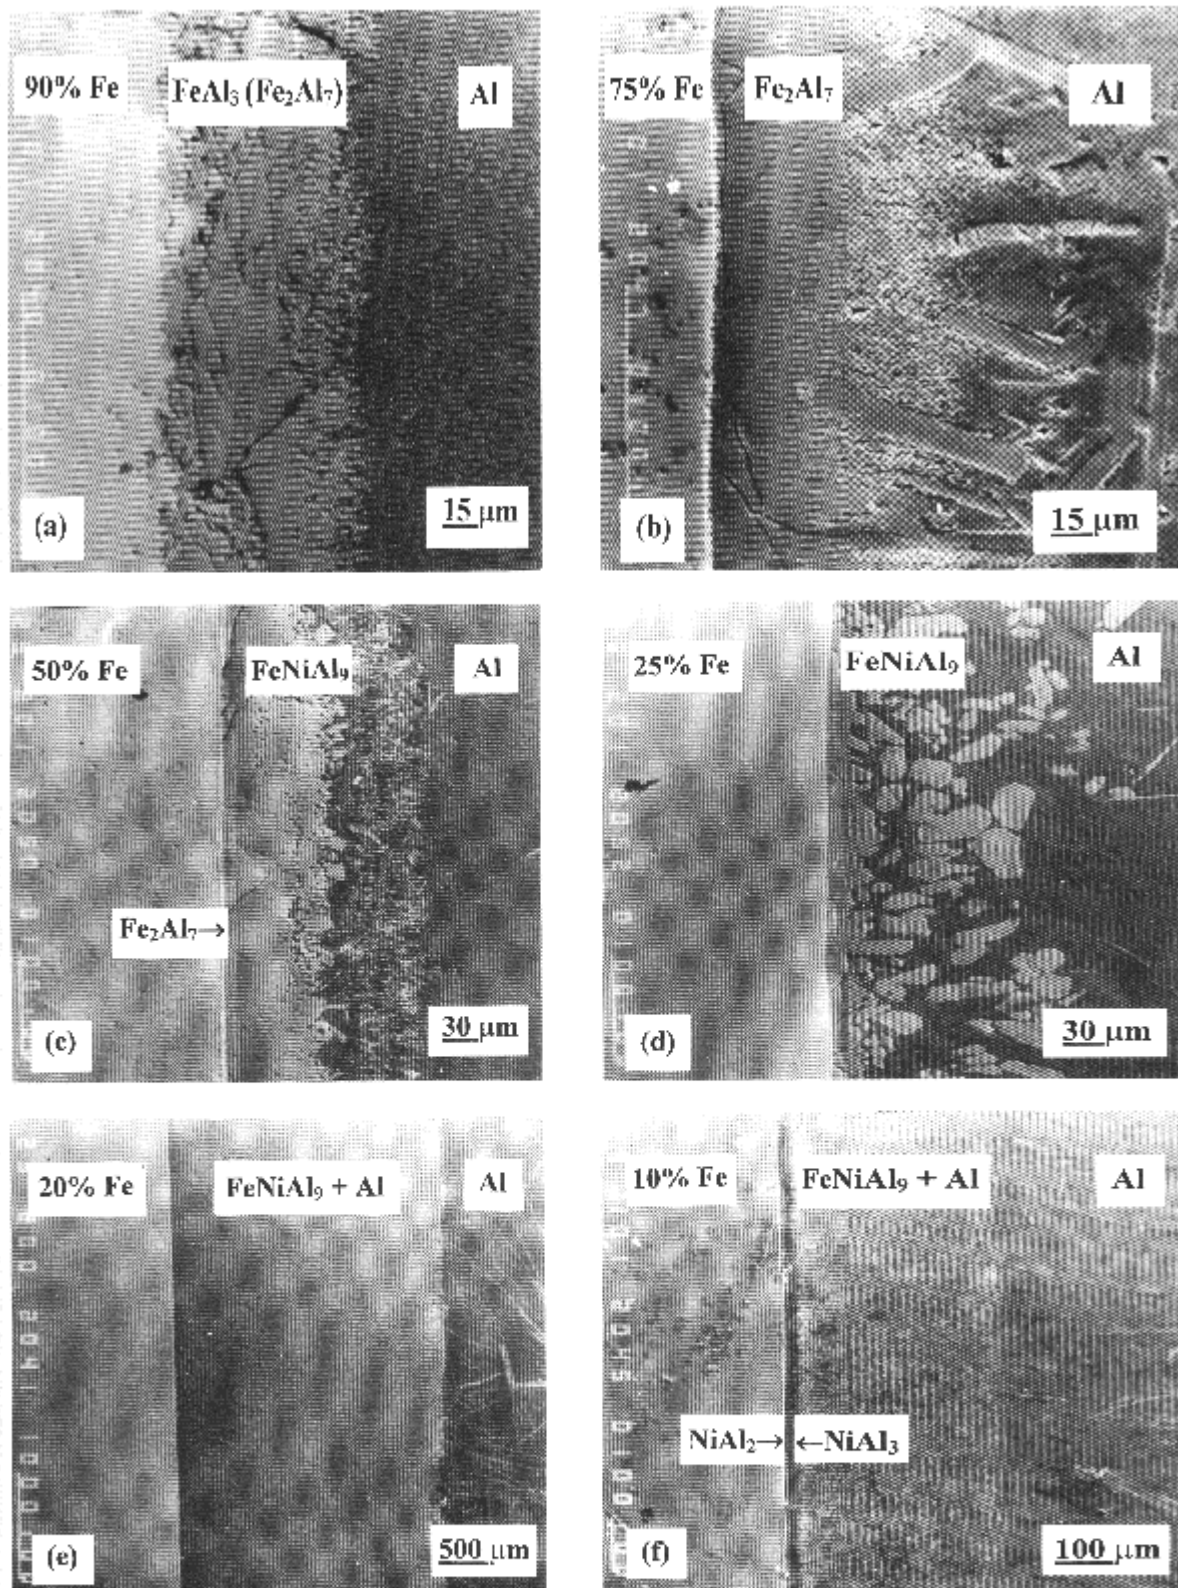 90% Fe FeAl₃ (Fe₂Al₇) Al
(a) 15 μm
75% Fe Fe₂Al₇ Al
(b) 15 μm
50% Fe FeNiAl₉ Al
Fe₂Al₇→
(c) 30 μm
25% Fe FeNiAl₉ Al
(d) 30 μm
20% Fe FeNiAl₉ + Al Al
(e) 500 μm
10% Fe FeNiAl₉ + Al Al
NiAl₂→ ←NiAl₃
(f) 100 μm